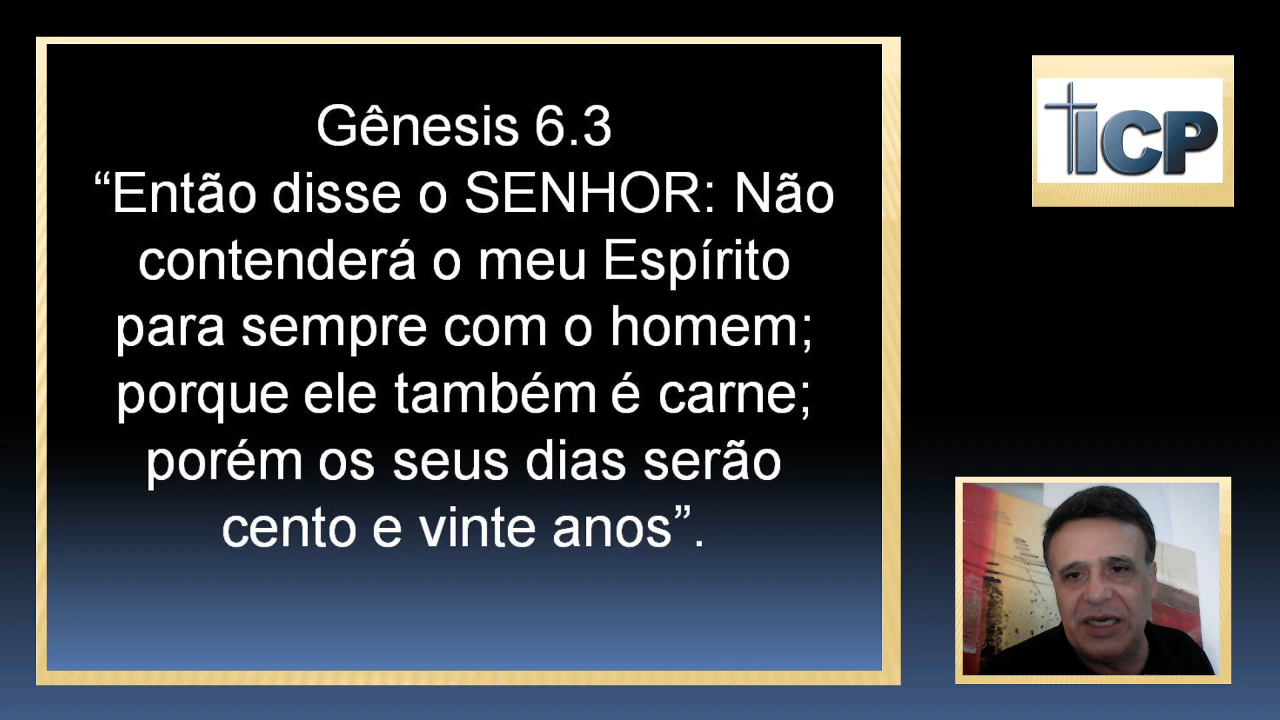 Gênesis 6.3
“Então disse o SENHOR: Não
contenderá o meu Espírito
para sempre com o homem;
porque ele também é carne;
porém os seus dias serão
cento e vinte anos”.
ICP